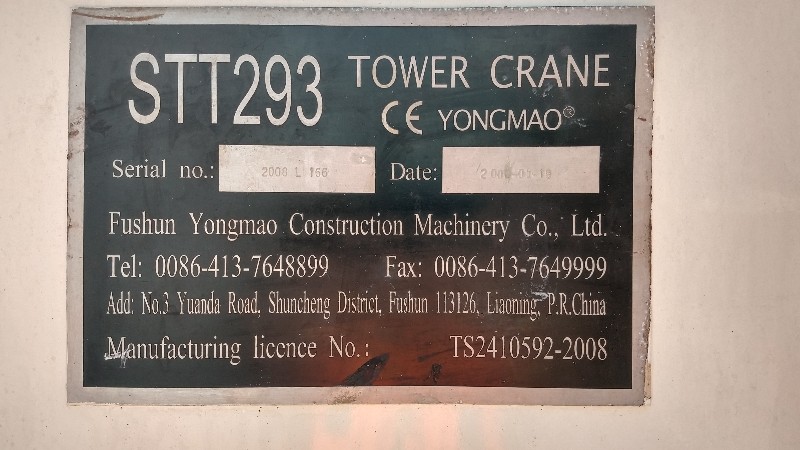 STT293 TOWER CRANE
CE YONGMAO®
Serial no.: Date:
Fushun Yongmao Construction Machinery Co., Ltd.
Tel: 0086-413-7648899 Fax: 0086-413-7649999
Add: No.3 Yuanda Road, Shuncheng District, Fushun 113126, Liaoning, P.R.China
Manufacturing licence No.: TS2410592-2008